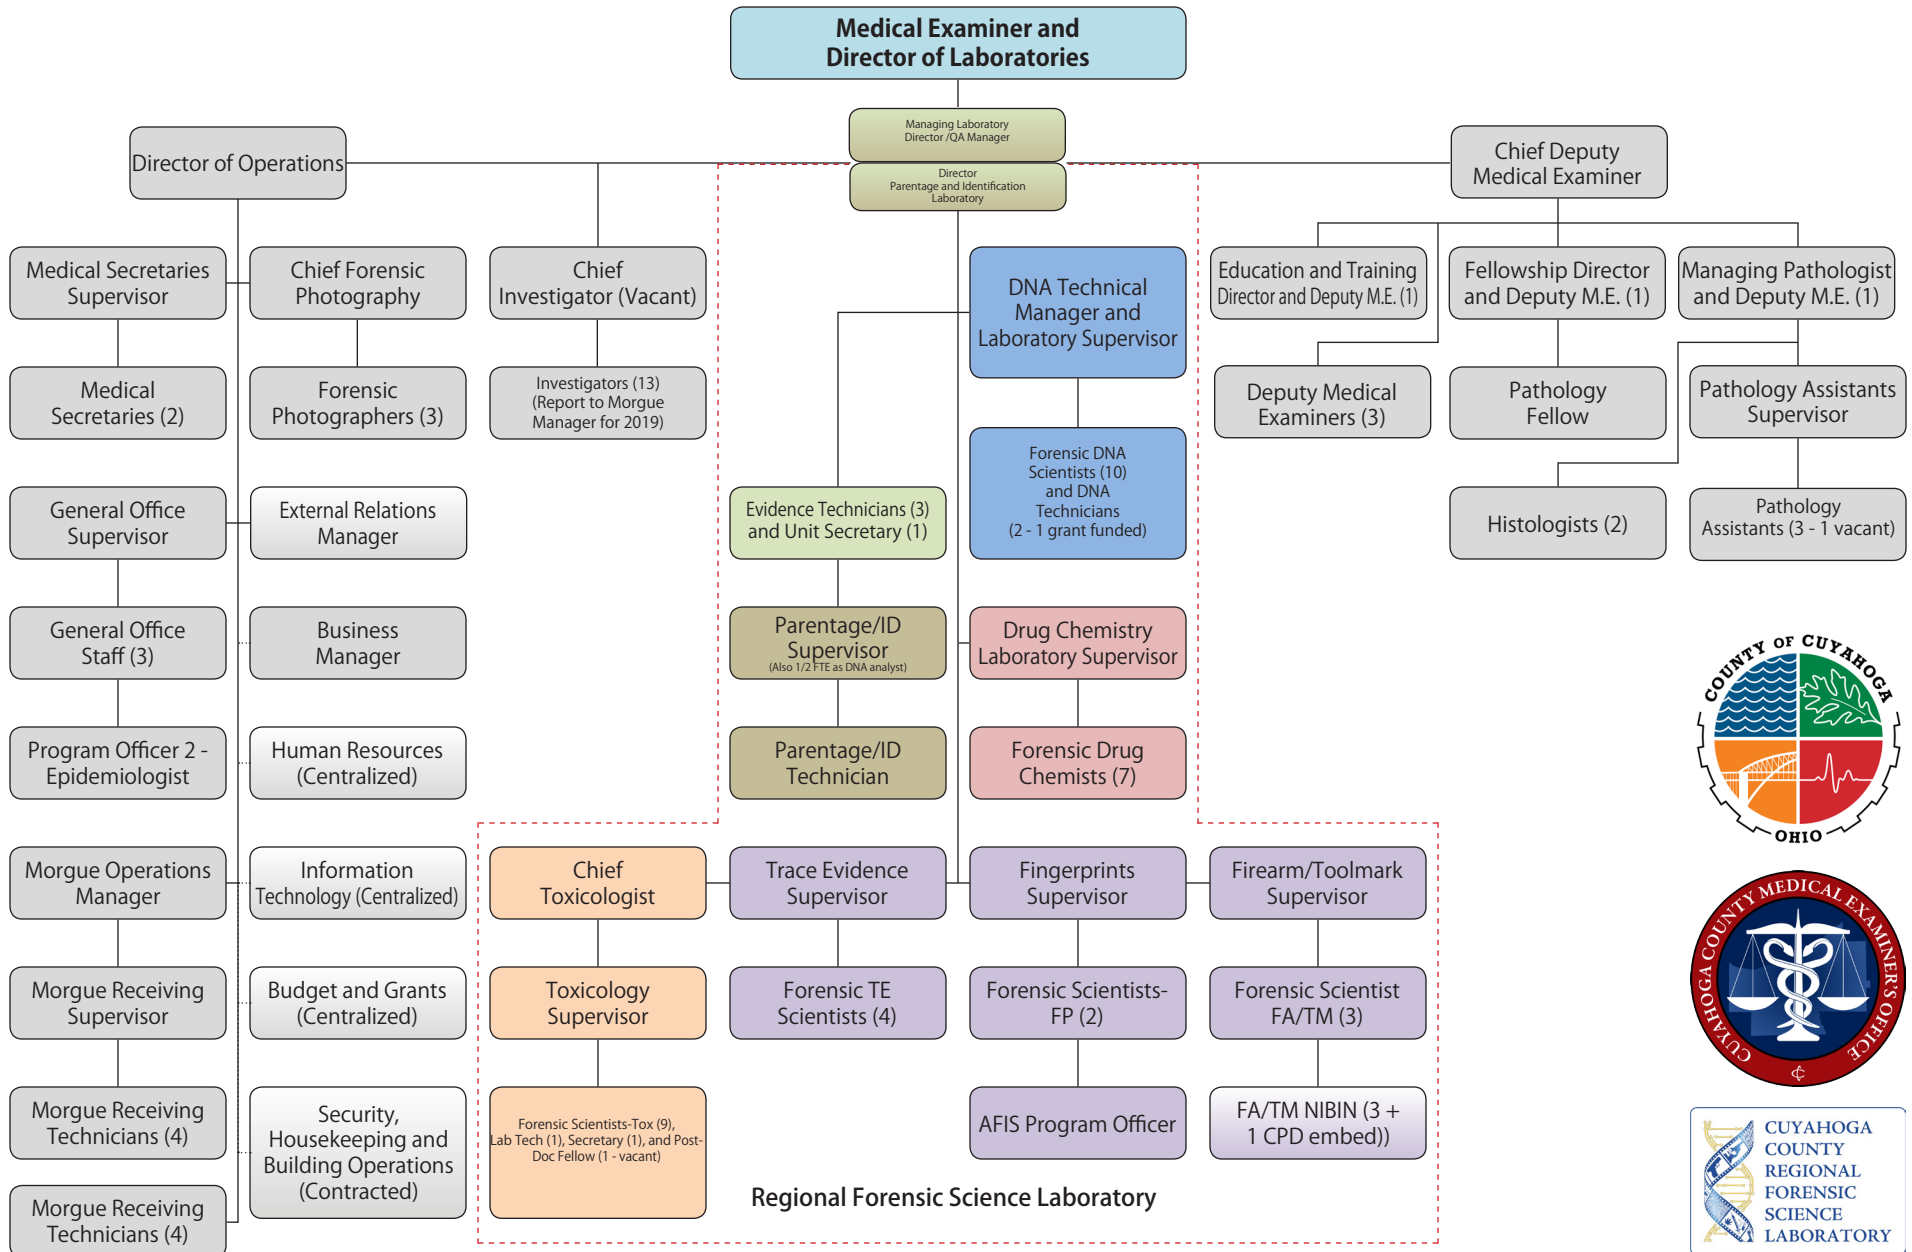 Medical Examiner and
Director of Laboratories
Managing Laboratory
Director /QA Manager
Director
Parentage and Identification
Laboratory
Director of Operations
Chief Deputy
Medical Examiner
Medical Secretaries
Supervisor
Chief Forensic
Photography
Chief
Investigator (Vacant)
DNA Technical
Manager and
Laboratory Supervisor
Education and Training
Director and Deputy M.E. (1)
Fellowship Director
and Deputy M.E. (1)
Managing Pathologist
and Deputy M.E. (1)
Medical
Secretaries (2)
Forensic
Photographers (3)
Investigators (13)
(Report to Morgue
Manager for 2019)
Deputy Medical
Examiners (3)
Pathology
Fellow
Pathology Assistants
Supervisor
General Office
Supervisor
External Relations
Manager
Evidence Technicians (3)
and Unit Secretary (1)
Forensic DNA
Scientists (10)
and DNA
Technicians
(2 - 1 grant funded)
Histologists (2)
Pathology
Assistants (3 - 1 vacant)
General Office
Staff (3)
Business
Manager
Parentage/ID
Supervisor
(Also 1/2 FTE as DNA analyst)
Drug Chemistry
Laboratory Supervisor
Program Officer 2 -
Epidemiologist
Human Resources
(Centralized)
Parentage/ID
Technician
Forensic Drug
Chemists (7)
Morgue Operations
Manager
Information
Technology (Centralized)
Chief
Toxicologist
Trace Evidence
Supervisor
Fingerprints
Supervisor
Firearm/Toolmark
Supervisor
Morgue Receiving
Supervisor
Budget and Grants
(Centralized)
Toxicology
Supervisor
Forensic TE
Scientists (4)
Forensic Scientists-
FP (2)
Forensic Scientist
FA/TM (3)
Morgue Receiving
Technicians (4)
Security,
Housekeeping and
Building Operations
(Contracted)
Forensic Scientists-Tox (9),
Lab Tech (1), Secretary (1), and Post-
Doc Fellow (1 - vacant)
AFIS Program Officer
FA/TM NIBIN (3 +
1 CPD embed))
Morgue Receiving
Technicians (4)
Regional Forensic Science Laboratory
COUNTY OF CUYAHOGA
OHIO
CUYAHOGA COUNTY MEDICAL EXAMINER'S OFFICE
CUYAHOGA
COUNTY
REGIONAL
FORENSIC
SCIENCE
LABORATORY